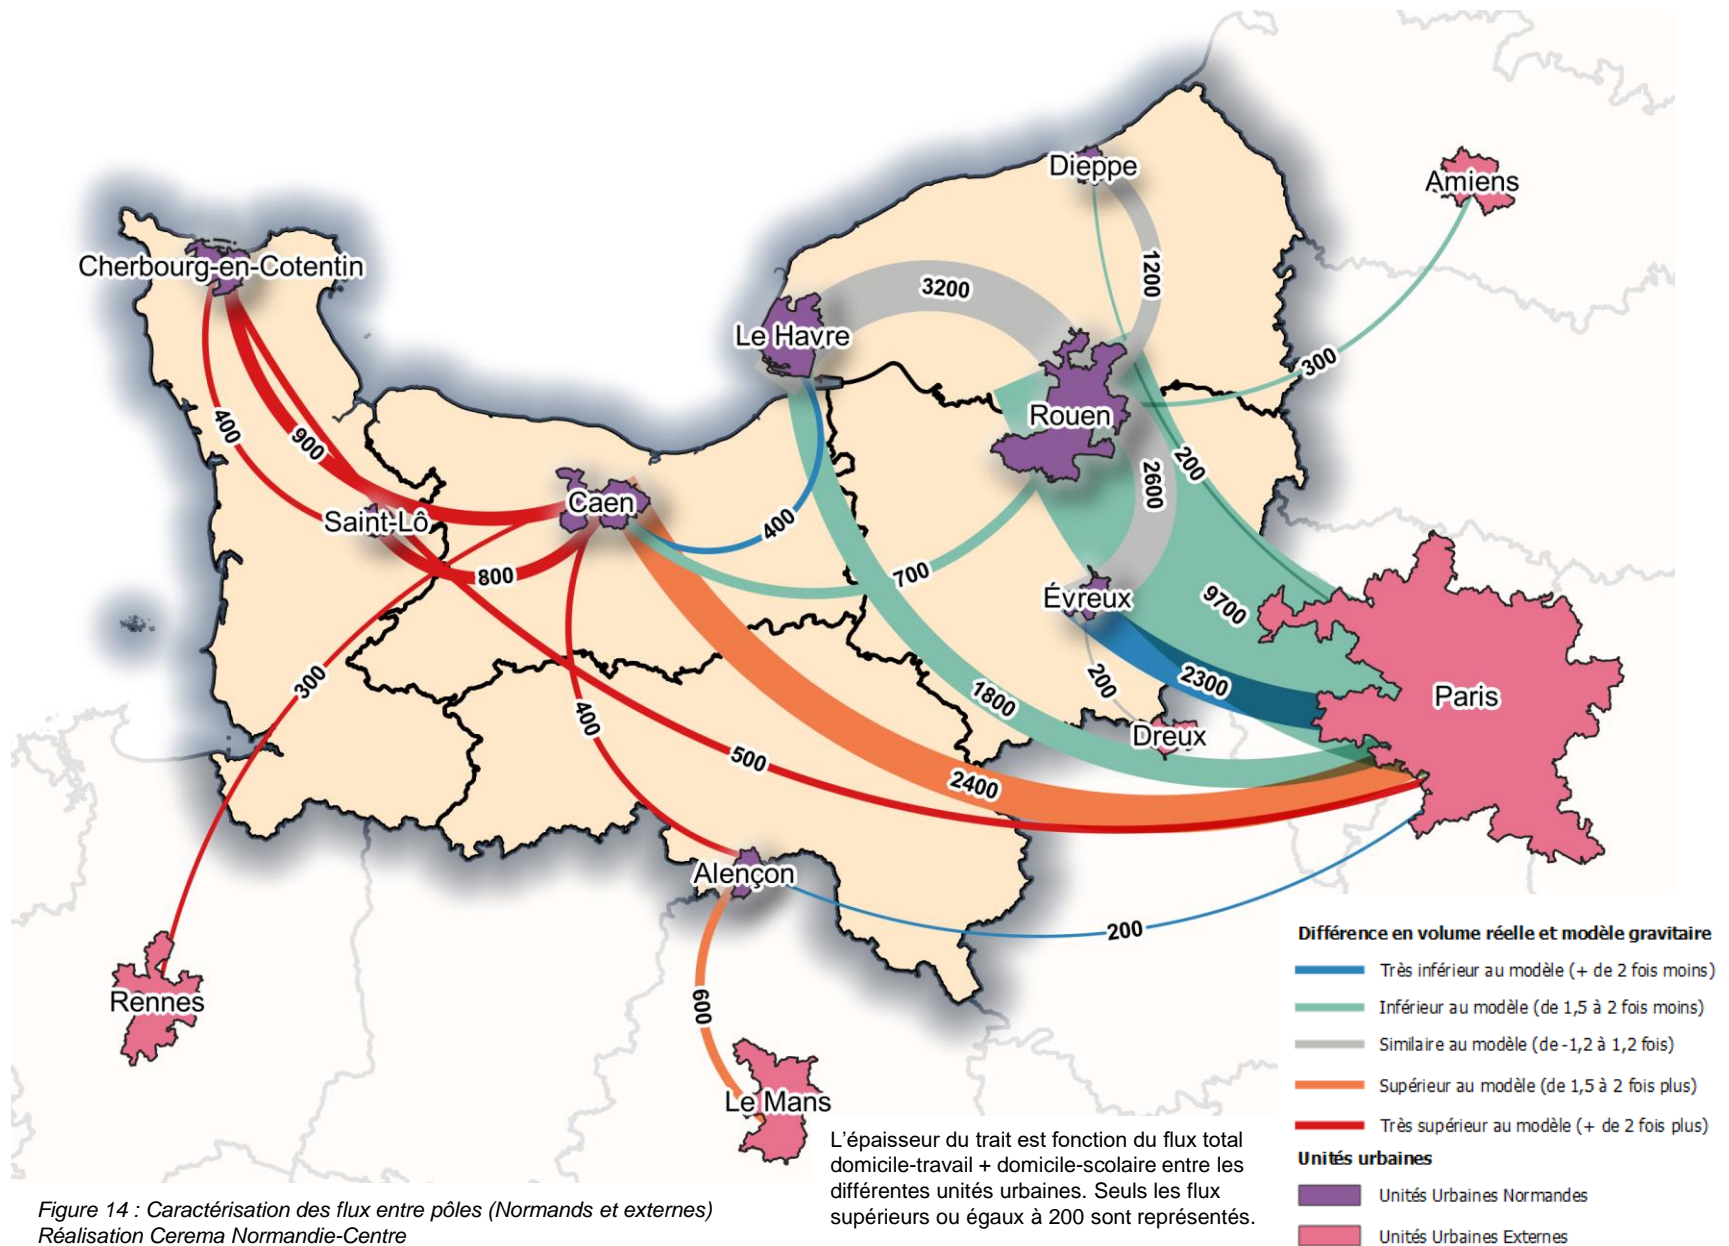 Dieppe
Amiens
Cherbourg-en-Cotentin
1200
3200
Le Havre
300
Rouen
400
900
200
2600
Caen
Saint-Lô
400
800
700
Évreux
9700
300
200
2300
1800
Paris
400
Dreux
500
2400
Alençon
200
600
Rennes
Le Mans
Différence en volume réelle et modèle gravitaire
Très inférieur au modèle (+ de 2 fois moins)
Inférieur au modèle (de 1,5 à 2 fois moins)
Similaire au modèle (de -1,2 à 1,2 fois)
Supérieur au modèle (de 1,5 à 2 fois plus)
Très supérieur au modèle (+ de 2 fois plus)
Unités urbaines
Unités Urbaines Normandes
Unités Urbaines Externes
L'épaisseur du trait est fonction du flux total
domicile-travail + domicile-scolaire entre les
différentes unités urbaines. Seuls les flux
supérieurs ou égaux à 200 sont représentés.
Figure 14 : Caractérisation des flux entre pôles (Normands et externes)
Réalisation Cerema Normandie-Centre